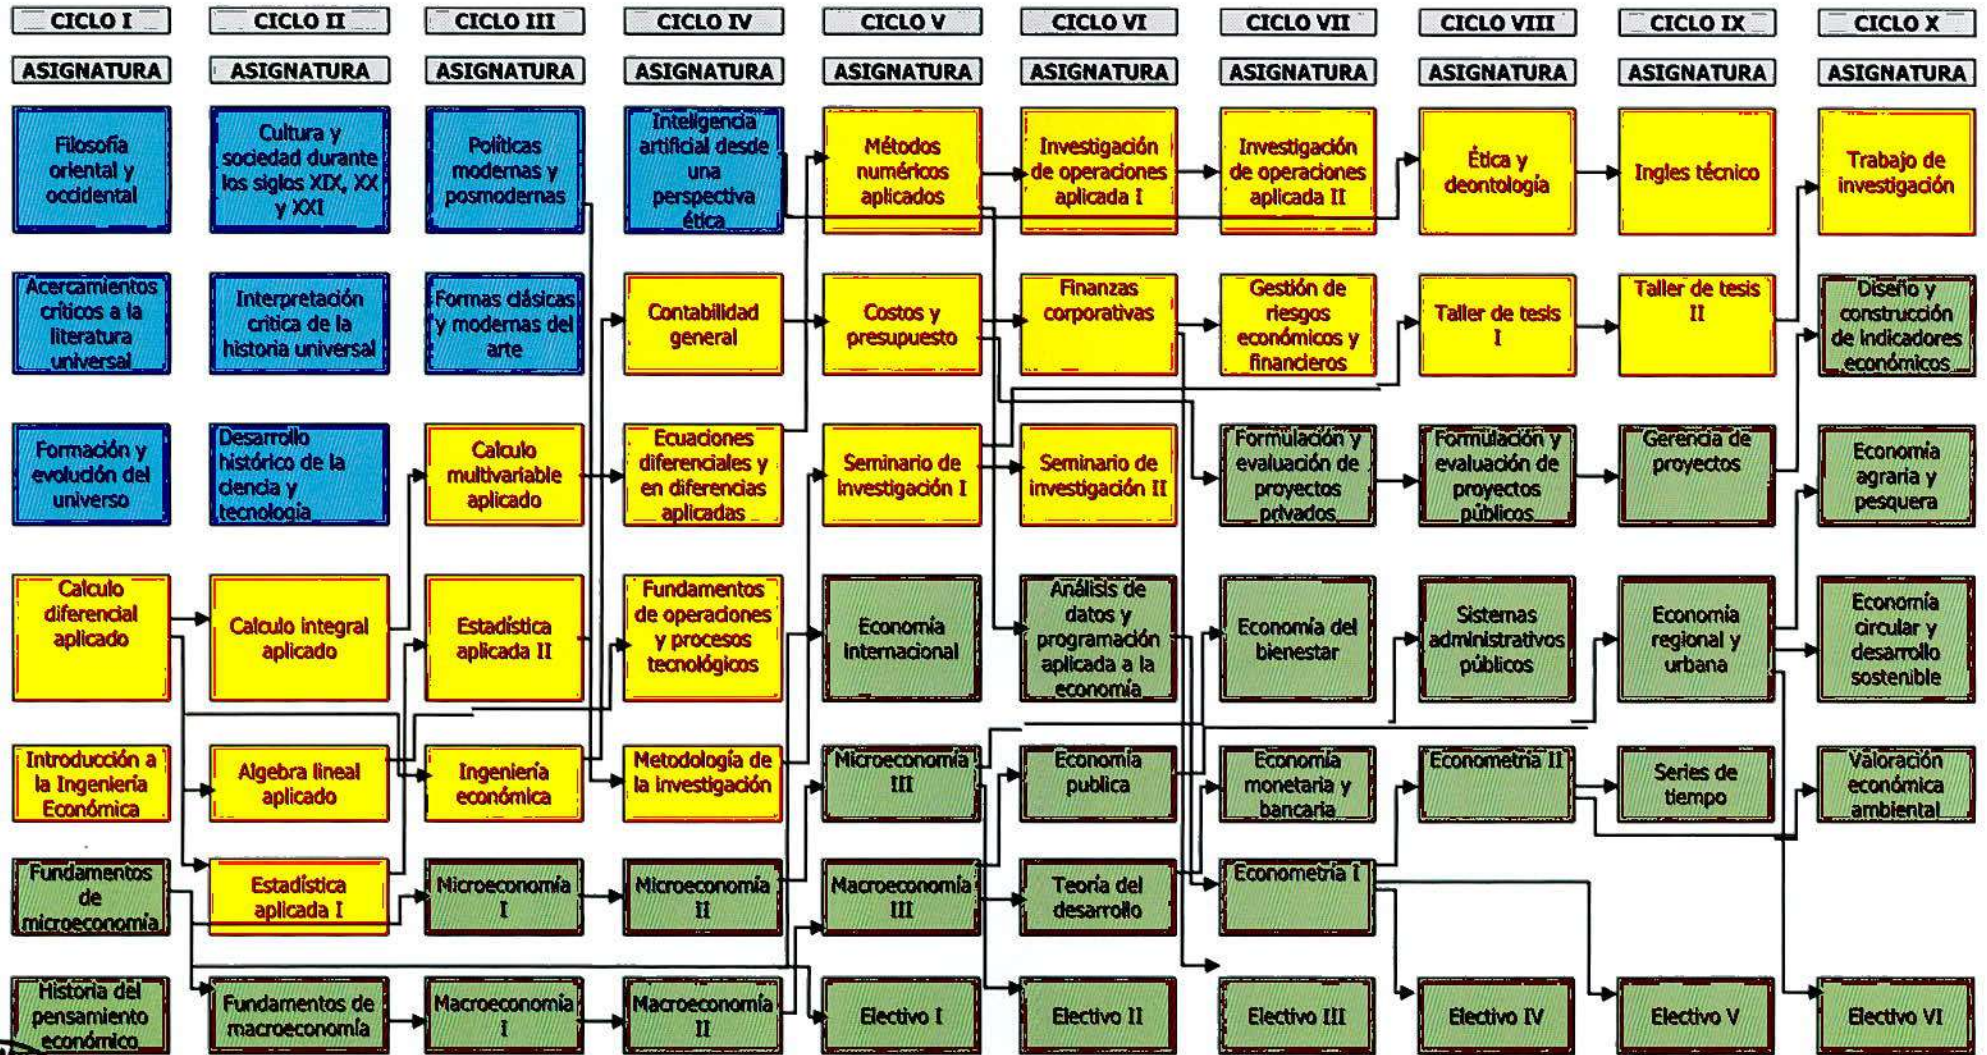 CICLO I
CICLO II
CICLO III
CICLO IV
CICLO V
CICLO VI
CICLO VII
CICLO VIII
CICLO IX
CICLO X
ASIGNATURA
ASIGNATURA
ASIGNATURA
ASIGNATURA
ASIGNATURA
ASIGNATURA
ASIGNATURA
ASIGNATURA
ASIGNATURA
ASIGNATURA
Filosofía
oriental y
occidental
Cultura y
sociedad durante
los siglos XIX, XX
y XXI
Políticas
modernas y
posmodernas
Inteligencia
artificial desde
una
perspectiva
ética
Métodos
numéricos
aplicados
Investigación
de operaciones
aplicada I
Investigación
de operaciones
aplicada II
Ética y
deontología
Ingles técnico
Trabajo de
investigación
Acercamientos
críticos a la
literatura
universal
Interpretación
critica de la
historia universal
Formas clásicas
y modernas del
arte
Contabilidad
general
Costos y
presupuesto
Finanzas
corporativas
Gestión de
riesgos
económicos y
financieros
Taller de tesis
I
Taller de tesis
II
Diseño y
construcción
de indicadores
económicos
Formación y
evolución del
universo
Desarrollo
histórico de la
ciencia y
tecnología
Calculo
multivariable
aplicado
Ecuaciones
diferenciales y
en diferencias
aplicadas
Seminario de
investigación I
Seminario de
investigación II
Formulación y
evaluación de
proyectos
privados
Formulación y
evaluación de
proyectos
públicos
Gerencia de
proyectos
Economía
agraria y
pesquera
Calculo
diferencial
aplicado
Calculo integral
aplicado
Estadística
aplicada II
Fundamentos
de operaciones
y procesos
tecnológicos
Economía
internacional
Análisis de
datos y
programación
aplicada a la
economía
Economía del
bienestar
Sistemas
administrativos
públicos
Economía
regional y
urbana
Economía
circular y
desarrollo
sostenible
Introducción a
la Ingeniería
Económica
Algebra lineal
aplicado
Ingeniería
económica
Metodología de
la investigación
Microeconomía
III
Economía
publica
Economía
monetaria y
bancaria
Econometría II
Series de
tiempo
Valoración
económica
ambiental
Fundamentos
de
microeconomía
Estadística
aplicada I
Microeconomía
I
Microeconomía
II
Macroeconomía
III
Teoría del
desarrollo
Econometría I
Historia del
pensamiento
económico
Fundamentos de
macroeconomía
Macroeconomía
I
Macroeconomía
II
Electivo I
Electivo II
Electivo III
Electivo IV
Electivo V
Electivo VI